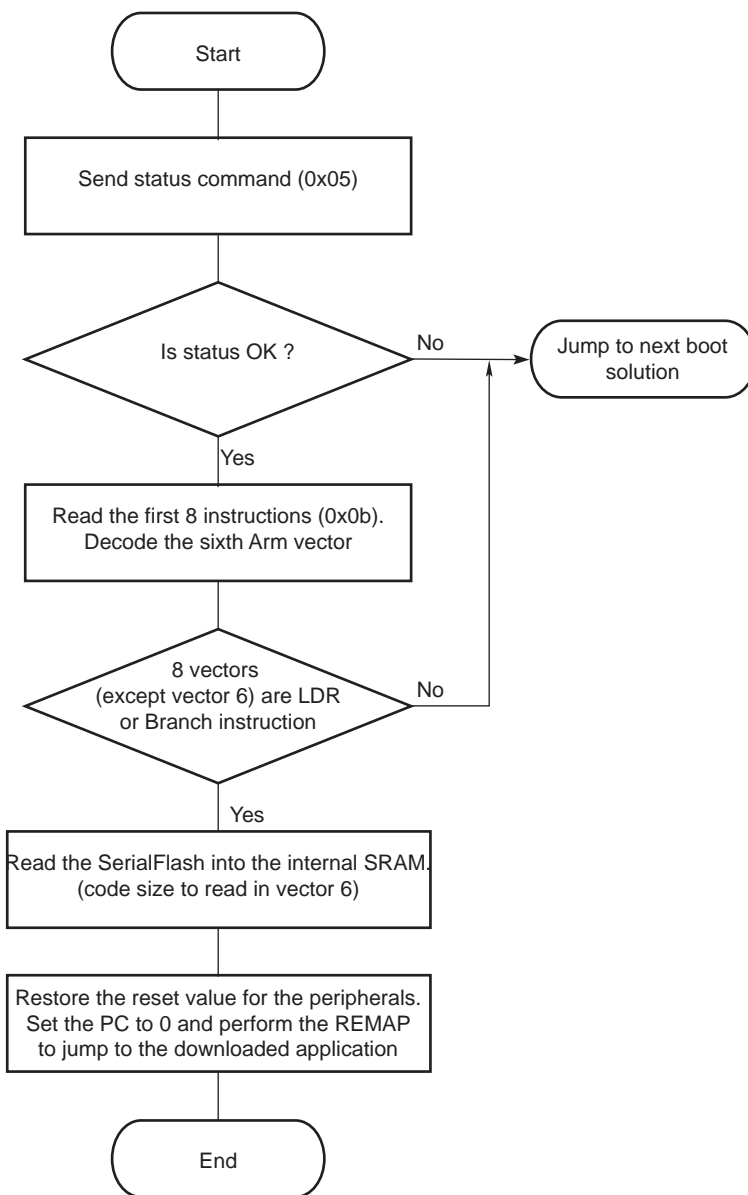 Start
Send status command (0x05)
Is status OK ?
No
Jump to next boot
solution
Yes
Read the first 8 instructions (0x0b).
Decode the sixth Arm vector
8 vectors
(except vector 6) are LDR
or Branch instruction
No
Yes
Read the SerialFlash into the internal SRAM.
(code size to read in vector 6)
Restore the reset value for the peripherals.
Set the PC to 0 and perform the REMAP
to jump to the downloaded application
End